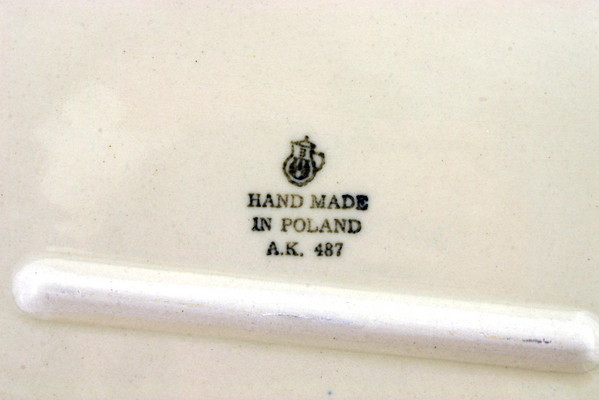 HAND MADE
IN POLAND
A.K. 487